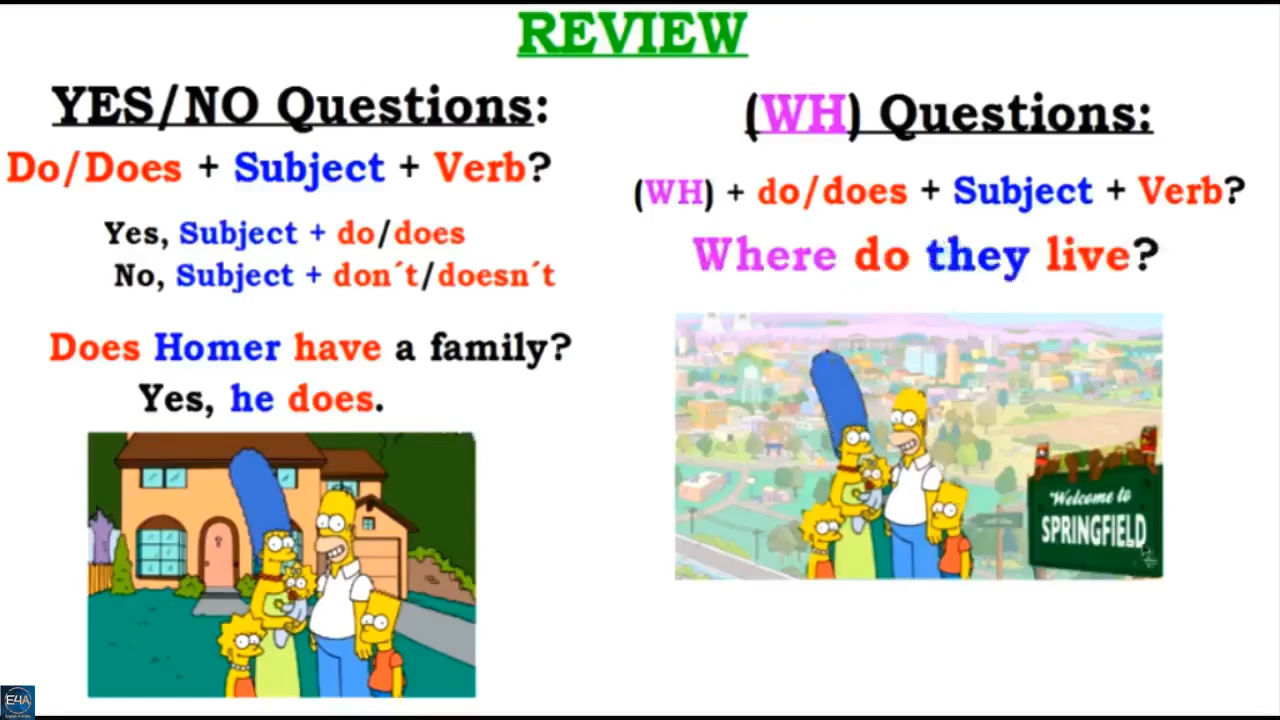 REVIEW
YES/NO Questions:
Do/Does + Subject + Verb?
Yes, Subject + do/does
No, Subject + don´t/doesn´t
Does Homer have a family?
Yes, he does.
(WH) Questions:
(WH) + do/does + Subject + Verb?
Where do they live?
Welcome to
SPRINGFIELD
E4A